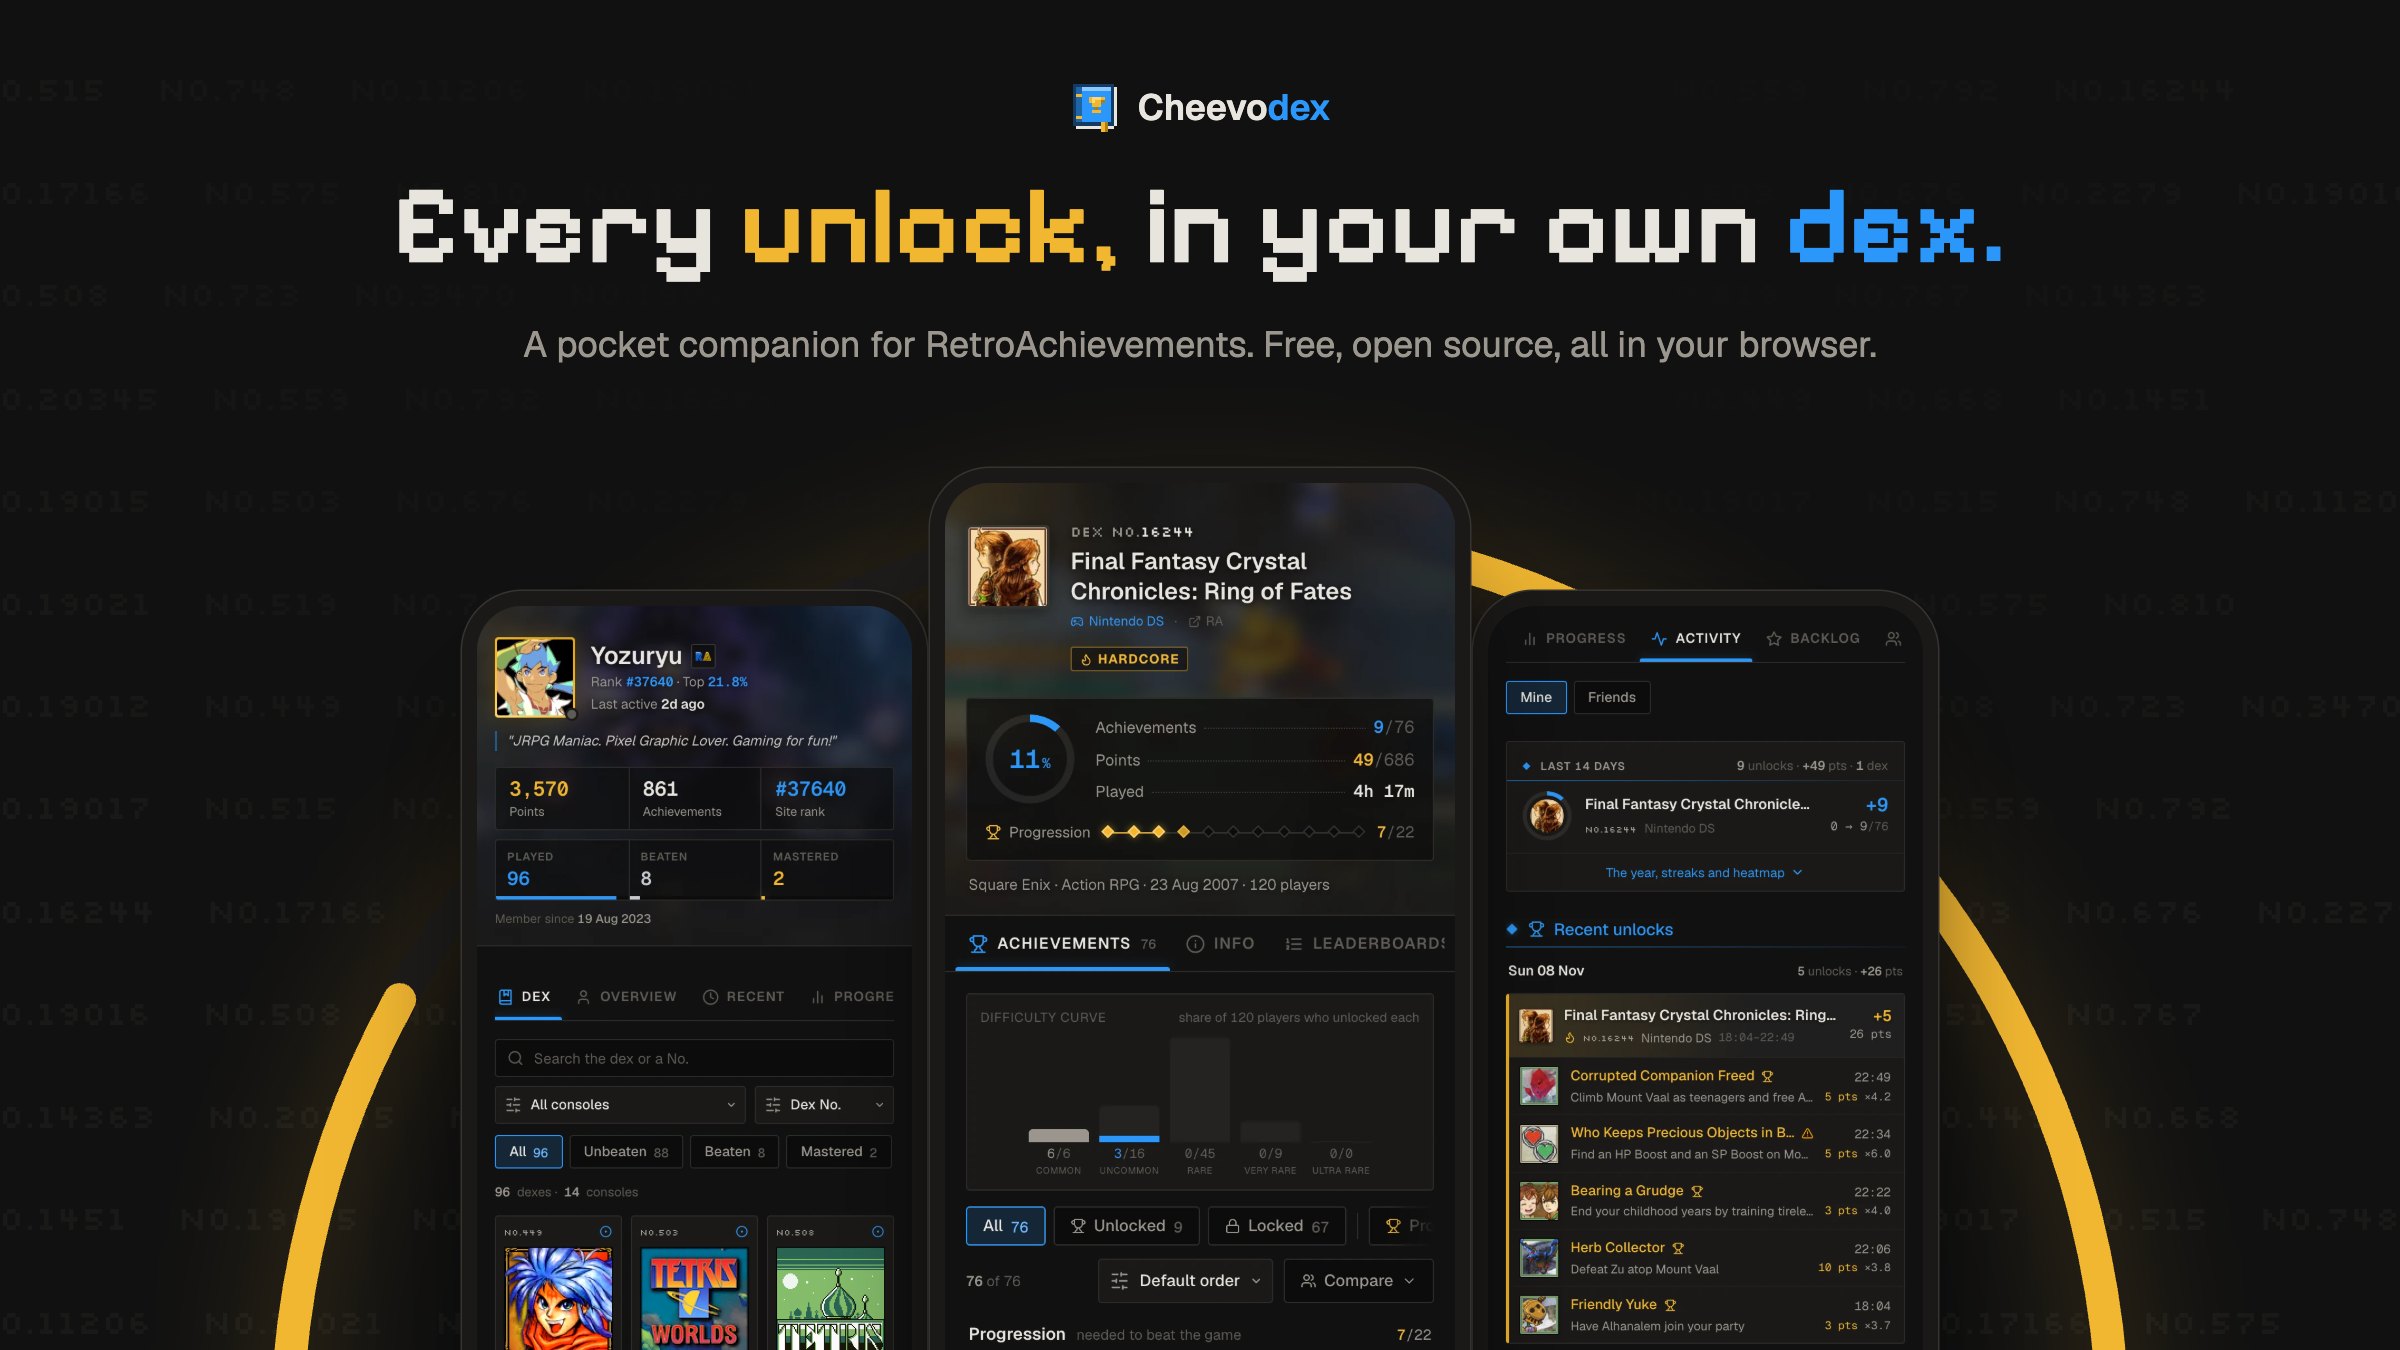 Cheevodex
Every unlock, in your own dex.
A pocket companion for RetroAchievements. Free, open source, all in your browser.
Yozuryu RA
Rank #37640 · Top 21.8%
Last active 2d ago
"JRPG Maniac. Pixel Graphic Lover. Gaming for fun!"
3,570 861 #37640
Points Achievements Site rank
PLAYED BEATEN MASTERED
96 8 2
Member since 19 Aug 2023
DEX OVERVIEW RECENT PROGRE
Search the dex or a No.
All consoles Dex No.
All 96 Unbeaten 88 Beaten 8 Mastered 2
96 dexes · 14 consoles
NO.449 NO.503 NO.508
TETRIS
WORLDS
TETRIS
DEX NO.16244
Final Fantasy Crystal
Chronicles: Ring of Fates
Nintendo DS · RA
HARDCORE
11%
Achievements 9/76
Points 49/686
Played 4h 17m
Progression 7/22
Square Enix · Action RPG · 23 Aug 2007 · 120 players
ACHIEVEMENTS 76 INFO LEADERBOARDS
DIFFICULTY CURVE share of 120 players who unlocked each
6/6 3/16 0/45 0/9 0/0
COMMON UNCOMMON RARE VERY RARE ULTRA RARE
All 76 Unlocked 9 Locked 67 Pro
76 of 76 Default order Compare
Progression needed to beat the game 7/22
PROGRESS ACTIVITY BACKLOG
Mine Friends
LAST 14 DAYS 9 unlocks · +49 pts · 1 dex
Final Fantasy Crystal Chronicle... +9
NO.16244 Nintendo DS 0 → 9/76
The year, streaks and heatmap
Recent unlocks
Sun 08 Nov 5 unlocks · +26 pts
Final Fantasy Crystal Chronicles: Ring... +5
NO.16244 Nintendo DS 18:04–22:49 26 pts
Corrupted Companion Freed 22:49
Climb Mount Vaal as teenagers and free A... 5 pts ×4.2
Who Keeps Precious Objects in B... 22:34
Find an HP Boost and an SP Boost on Mo... 5 pts ×6.0
Bearing a Grudge 22:22
End your childhood years by training tirele... 3 pts ×4.0
Herb Collector 22:06
Defeat Zu atop Mount Vaal 10 pts ×3.8
Friendly Yuke 18:04
Have Alhanalem join your party 3 pts ×3.7